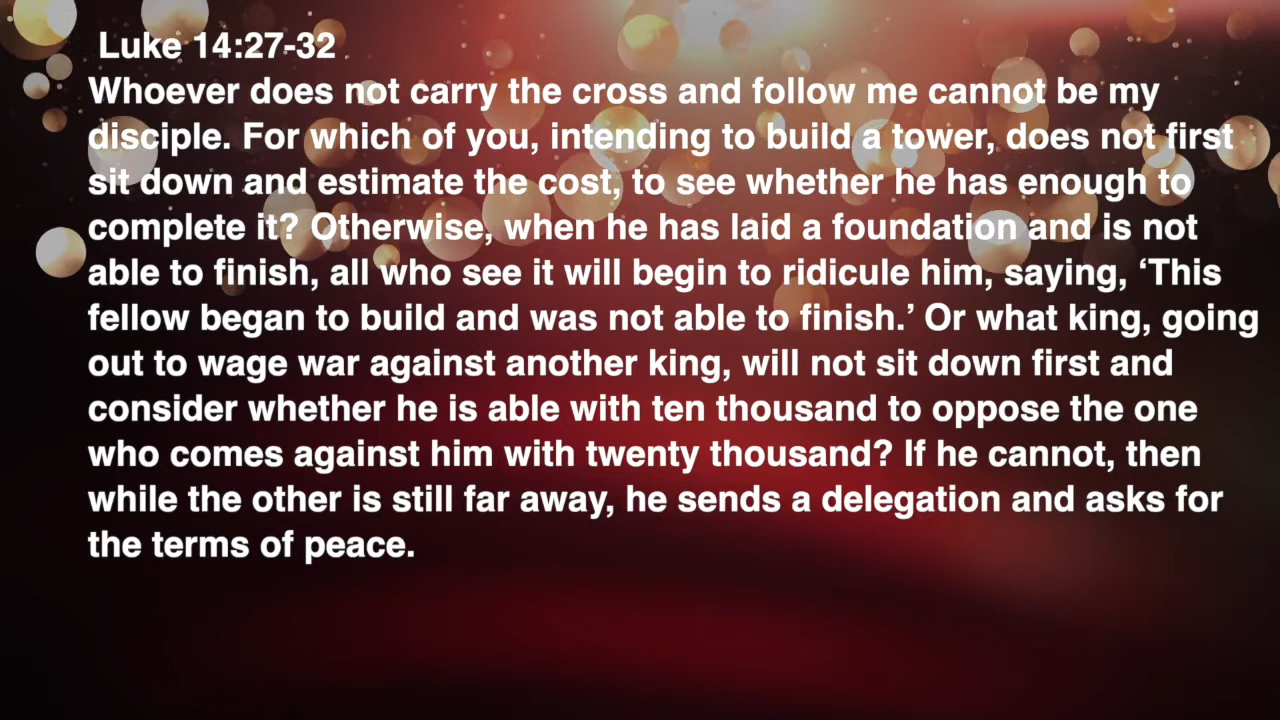 Luke 14:27-32
Whoever does not carry the cross and follow me cannot be my
disciple. For which of you, intending to build a tower, does not first
sit down and estimate the cost, to see whether he has enough to
complete it? Otherwise, when he has laid a foundation and is not
able to finish, all who see it will begin to ridicule him, saying, ‘This
fellow began to build and was not able to finish.’ Or what king, going
out to wage war against another king, will not sit down first and
consider whether he is able with ten thousand to oppose the one
who comes against him with twenty thousand? If he cannot, then
while the other is still far away, he sends a delegation and asks for
the terms of peace.